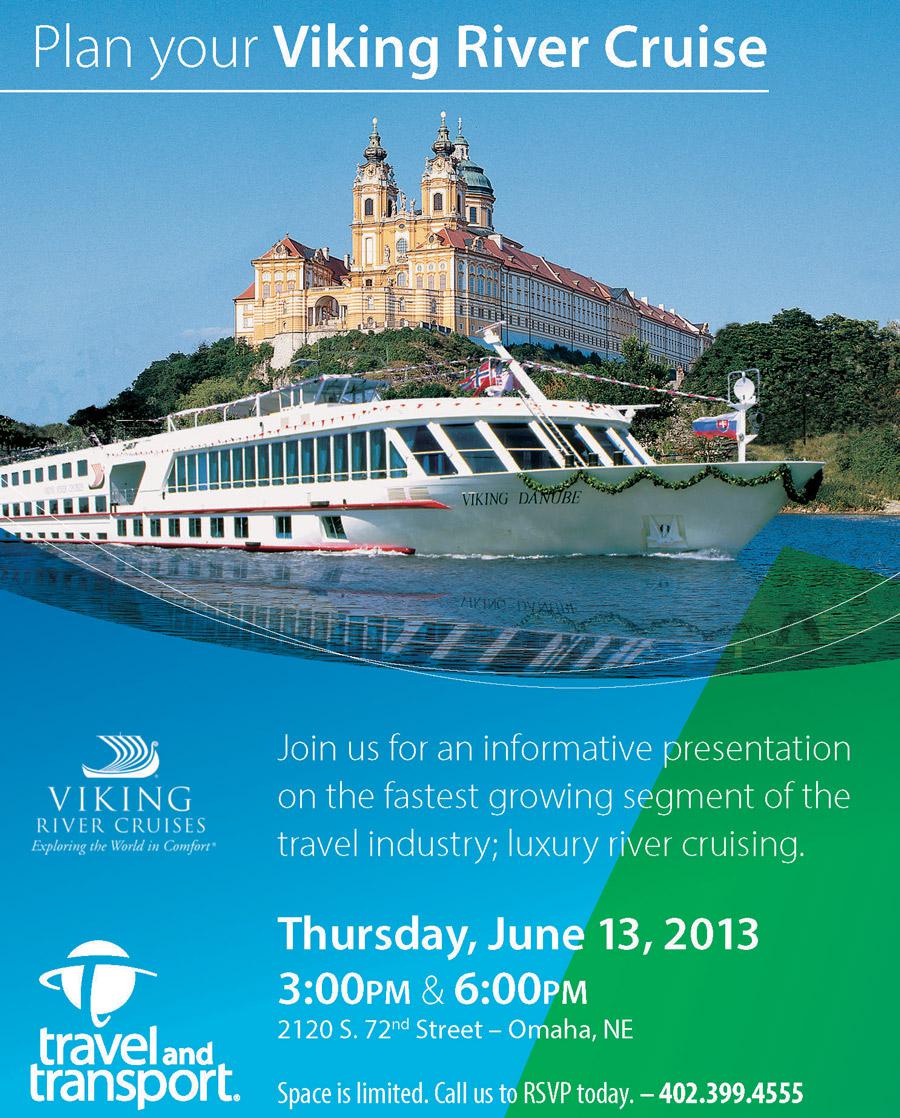 Plan your Viking River Cruise
VIKING DANUBE
Join us for an informative presentation
on the fastest growing segment of the
travel industry; luxury river cruising.
VIKING
RIVER CRUISES
Exploring the World in Comfort®
Thursday, June 13, 2013
3:00PM & 6:00PM
2120 S. 72nd Street – Omaha, NE
travel and
transport.®
Space is limited. Call us to RSVP today. – 402.399.4555